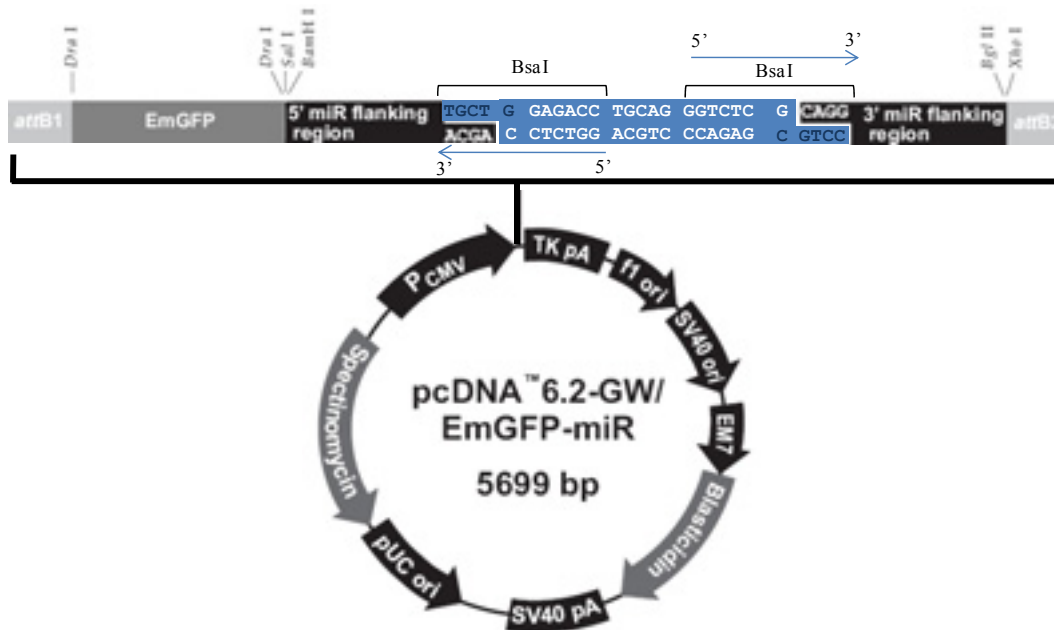 Dra I
Dra I
Sal I
BamH I
5’ 3’
Bgl II
Xho I
BsaI BsaI
attB1 EmGFP 5' miR flanking region TGCT G GAGACC TGCAG GGTCTC G CAGG 3' miR flanking region
ACGA C CTCTGG ACGTCC CCAGAG C GTCC
3’ 5’
PCMV
TK pA
f1 ori
SV40 ori
EM7
Blasticidin
SV40 pA
pUC ori
Spectinomycin
pcDNA™6.2-GW/
EmGFP-miR
5699 bp